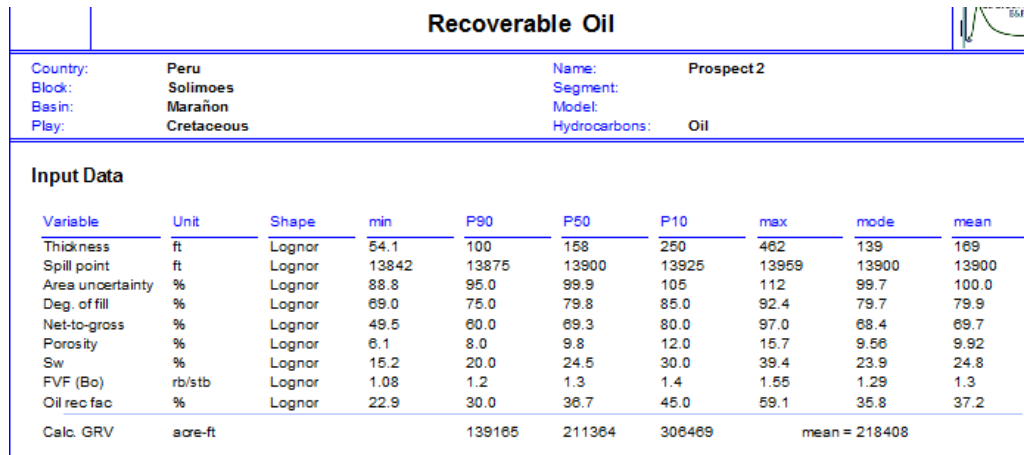 Recoverable Oil
Country: Peru Name: Prospect 2
Block: Solimoes Segment:
Basin: Marañon Model:
Play: Cretaceous Hydrocarbons: Oil
Input Data
Variable Unit Shape min P90 P50 P10 max mode mean
Thickness ft Lognor 54.1 100 158 250 462 139 169
Spill point ft Lognor 13842 13875 13900 13925 13959 13900 13900
Area uncertainty % Lognor 88.8 95.0 99.9 105 112 99.7 100.0
Deg. of fill % Lognor 69.0 75.0 79.8 85.0 92.4 79.7 79.9
Net-to-gross % Lognor 49.5 60.0 69.3 80.0 97.0 68.4 69.7
Porosity % Lognor 6.1 8.0 9.8 12.0 15.7 9.56 9.92
Sw % Lognor 15.2 20.0 24.5 30.0 39.4 23.9 24.8
FVF (Bo) rb/stb Lognor 1.08 1.2 1.3 1.4 1.55 1.29 1.3
Oil rec fac % Lognor 22.9 30.0 36.7 45.0 59.1 35.8 37.2
Calc. GRV acre-ft 139165 211364 306469 mean = 218408